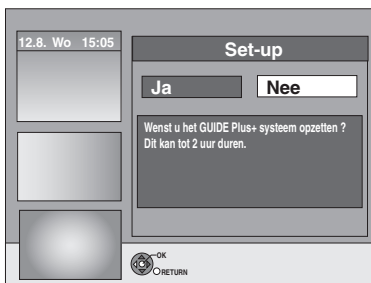 12.8. Wo 15:05
Set-up
Ja Nee
Wenst u het GUIDE Plus+ systeem opzetten ?
Dit kan tot 2 uur duren.
OK
RETURN